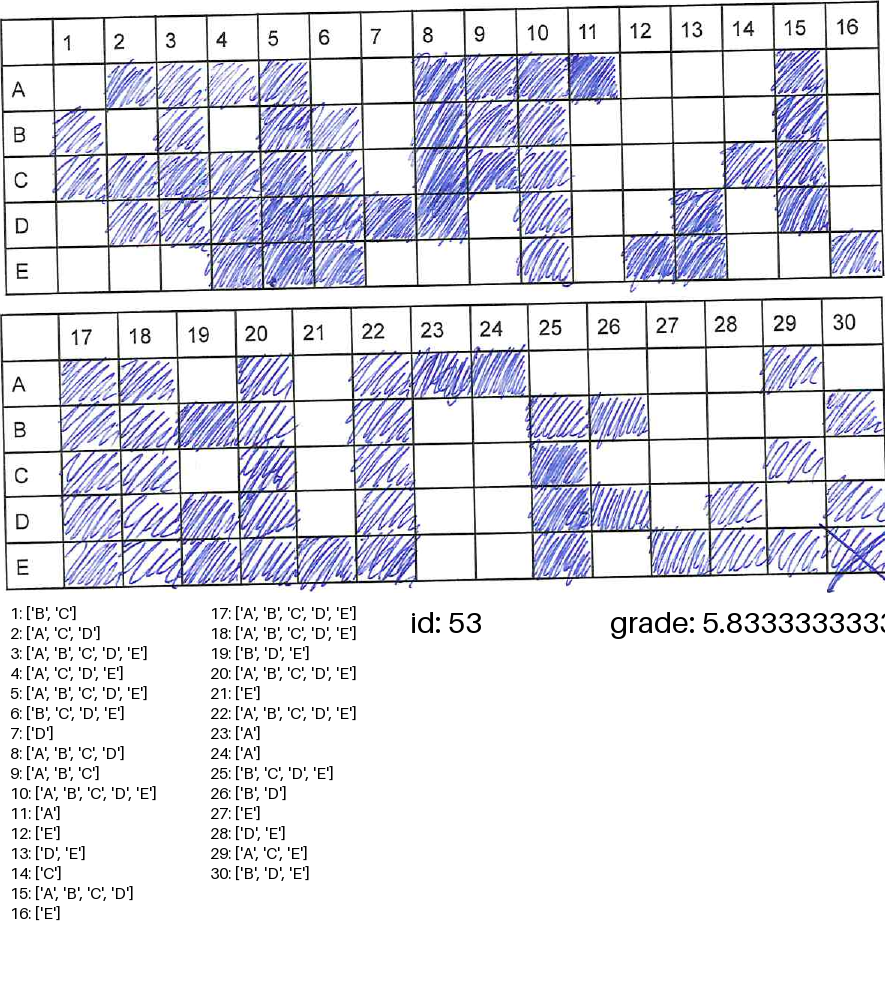 1 2 3 4 5 6 7 8 9 10 11 12 13 14 15 16
A
B
C
D
E
17 18 19 20 21 22 23 24 25 26 27 28 29 30
A
B
C
D
E
1: ['B', 'C']
2: ['A', 'C', 'D']
3: ['A', 'B', 'C', 'D', 'E']
4: ['A', 'C', 'D', 'E']
5: ['A', 'B', 'C', 'D', 'E']
6: ['B', 'C', 'D', 'E']
7: ['D']
8: ['A', 'B', 'C', 'D']
9: ['A', 'B', 'C']
10: ['A', 'B', 'C', 'D', 'E']
11: ['A']
12: ['E']
13: ['D', 'E']
14: ['C']
15: ['A', 'B', 'C', 'D']
16: ['E']
17: ['A', 'B', 'C', 'D', 'E']
18: ['A', 'B', 'C', 'D', 'E']
19: ['B', 'D', 'E']
20: ['A', 'B', 'C', 'D', 'E']
21: ['E']
22: ['A', 'B', 'C', 'D', 'E']
23: ['A']
24: ['A']
25: ['B', 'C', 'D', 'E']
26: ['B', 'D']
27: ['E']
28: ['D', 'E']
29: ['A', 'C', 'E']
30: ['B', 'D', 'E']
id: 53
grade: 5.8333333333